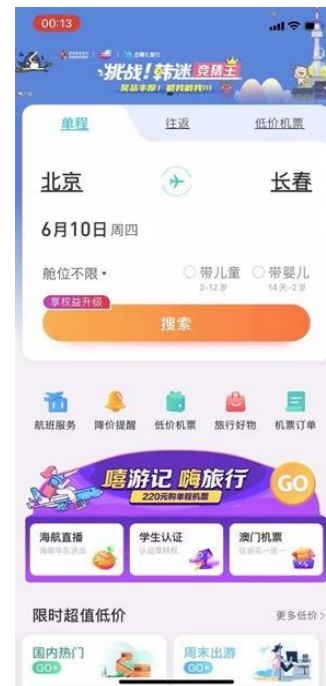 00:13
挑战!韩迷竞猜王
单程 往返 低价机票
北京 长春
6月10日 周四
舱位不限 带儿童 带婴儿
2-12岁 14天-2岁
享权益升级
搜索
航班服务 降价提醒 低价机票 旅行好物 机票订单
嘻游记 嗨旅行
220元购单程机票
GO
海航直播 学生认证 澳门机票
认证享特权 往返买一送一
限时超值低价 更多低价 >
国内热门 周末出游
GO GO